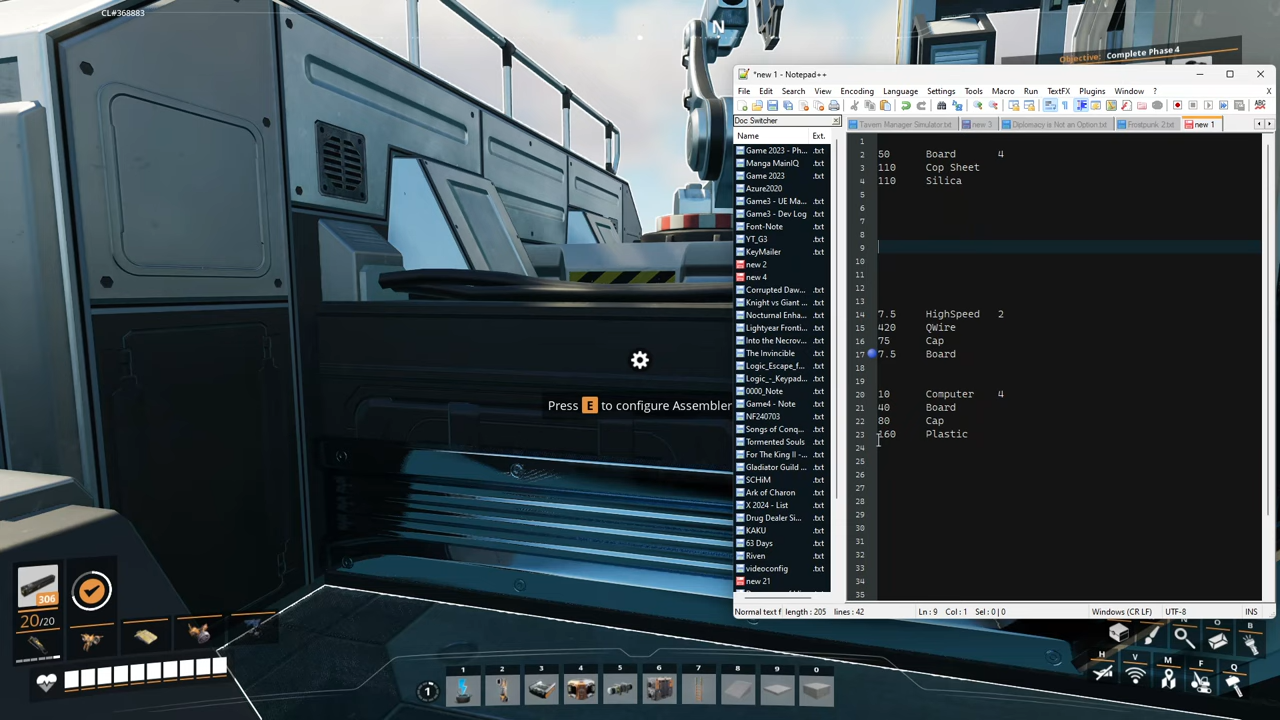 CL#368883
N
Objective: Complete Phase 4
*new 1 - Notepad++
File Edit Search View Encoding Language Settings Tools Macro Run TextFX Plugins Window ?
X
Doc Switcher
Tavern Manager Simulator.txt new 3 Diplomacy is Not an Option.txt Frostpunk 2.txt new 1
Name Ext.
Game 2023 - Ph... .txt
Manga MainIQ .txt
Game 2023 .txt
Azure2020 .txt
Game3 - UE Ma... .txt
Game3 - Dev Log .txt
Font-Note .txt
YT_G3 .txt
KeyMailer .txt
new 2
new 4
Corrupted Daw... .txt
Knight vs Giant ... .txt
Nocturnal Enha... .txt
Lightyear Fronti... .txt
Into the Necrov... .txt
The Invincible .txt
Logic_Escape_f... .txt
Logic_-_Keypad... .txt
0000_Note .txt
Game4 - Note .txt
NF240703 .txt
Songs of Conq... .txt
Tormented Souls .txt
For The King II -... .txt
Gladiator Guild ... .txt
SCHiM .txt
Ark of Charon .txt
X 2024 - List .txt
Drug Dealer Si... .txt
KAKU .txt
63 Days .txt
Riven .txt
videoconfig .txt
new 21
1
2 50 Board 4
3 110 Cop Sheet
4 110 Silica
5
6
7
8
9
10
11
12
13
14 7.5 HighSpeed 2
15 420 QWire
16 75 Cap
17 7.5 Board
18
19
20 10 Computer 4
21 40 Board
22 80 Cap
23 160 Plastic
24
25
26
27
28
29
30
31
32
33
34
35
Normal text f length : 205 lines : 42 Ln : 9 Col : 1 Sel : 0 | 0 Windows (CR LF) UTF-8 INS
Press E to configure Assembler
306
20/20
1
1 2 3 4 5 6 7 8 9 0
N O B
H V M F Q